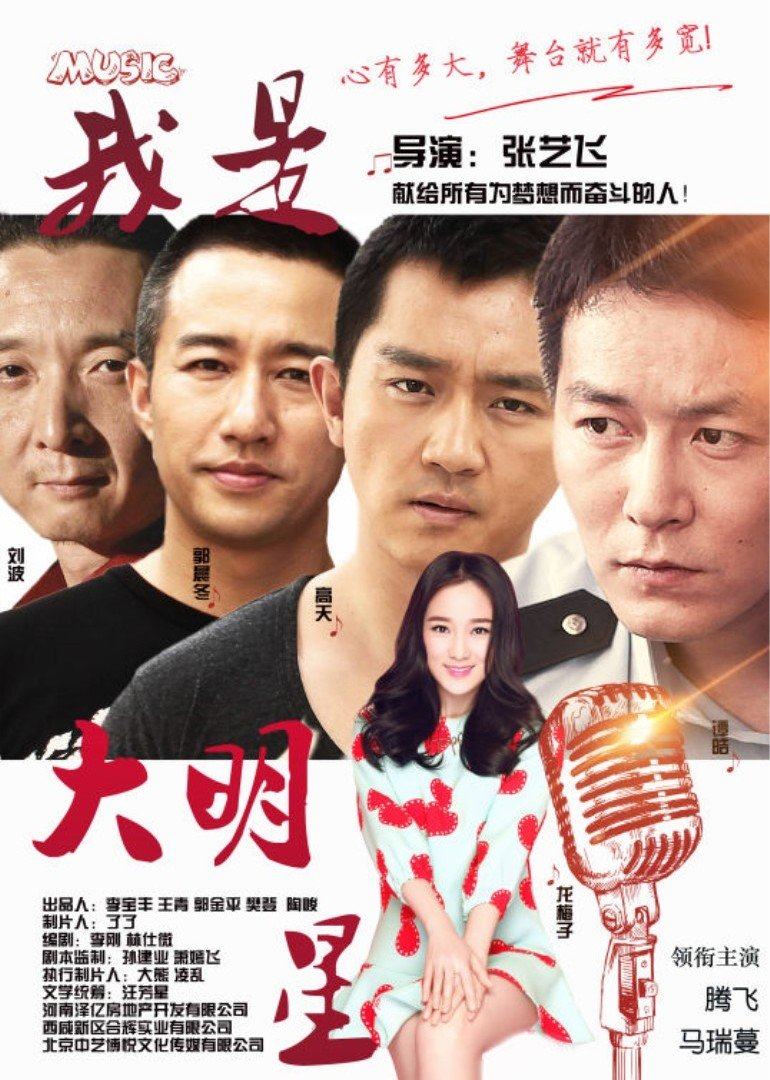 MUSIC
心有多大，舞台就有多宽!
我是
导演：张艺飞
献给所有为梦想而奋斗的人!
刘波
郭晨冬
高天
谭皓
大明
龙梅子
星
出品人：李宝丰 王青 郭金平 樊登 陶峻
制片人：了了
编剧：李刚 林仕微
剧本监制：孙建业 萧嫣飞
执行制片人：大熊 凌乱
文学统筹：汪芳星
河南泽亿房地产开发有限公司
西咸新区合辉实业有限公司
北京中艺博悦文化传媒有限公司
领衔主演
腾飞
马瑞蔓